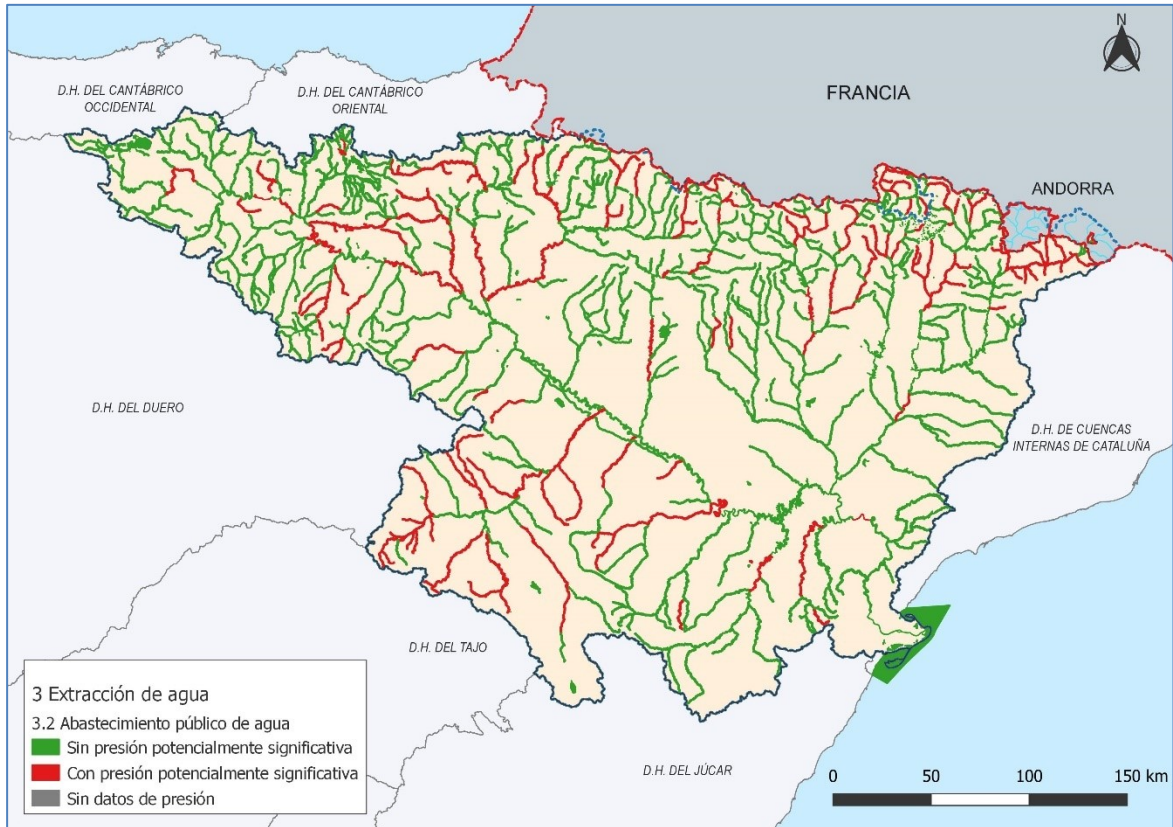 N
D.H. DEL CANTÁBRICO
OCCIDENTAL
D.H. DEL CANTÁBRICO
ORIENTAL
FRANCIA
ANDORRA
D.H. DEL DUERO
D.H. DE CUENCAS
INTERNAS DE CATALUÑA
D.H. DEL TAJO
D.H. DEL JÚCAR
3 Extracción de agua
3.2 Abastecimiento público de agua
Sin presión potencialmente significativa
Con presión potencialmente significativa
Sin datos de presión
0 50 100 150 km